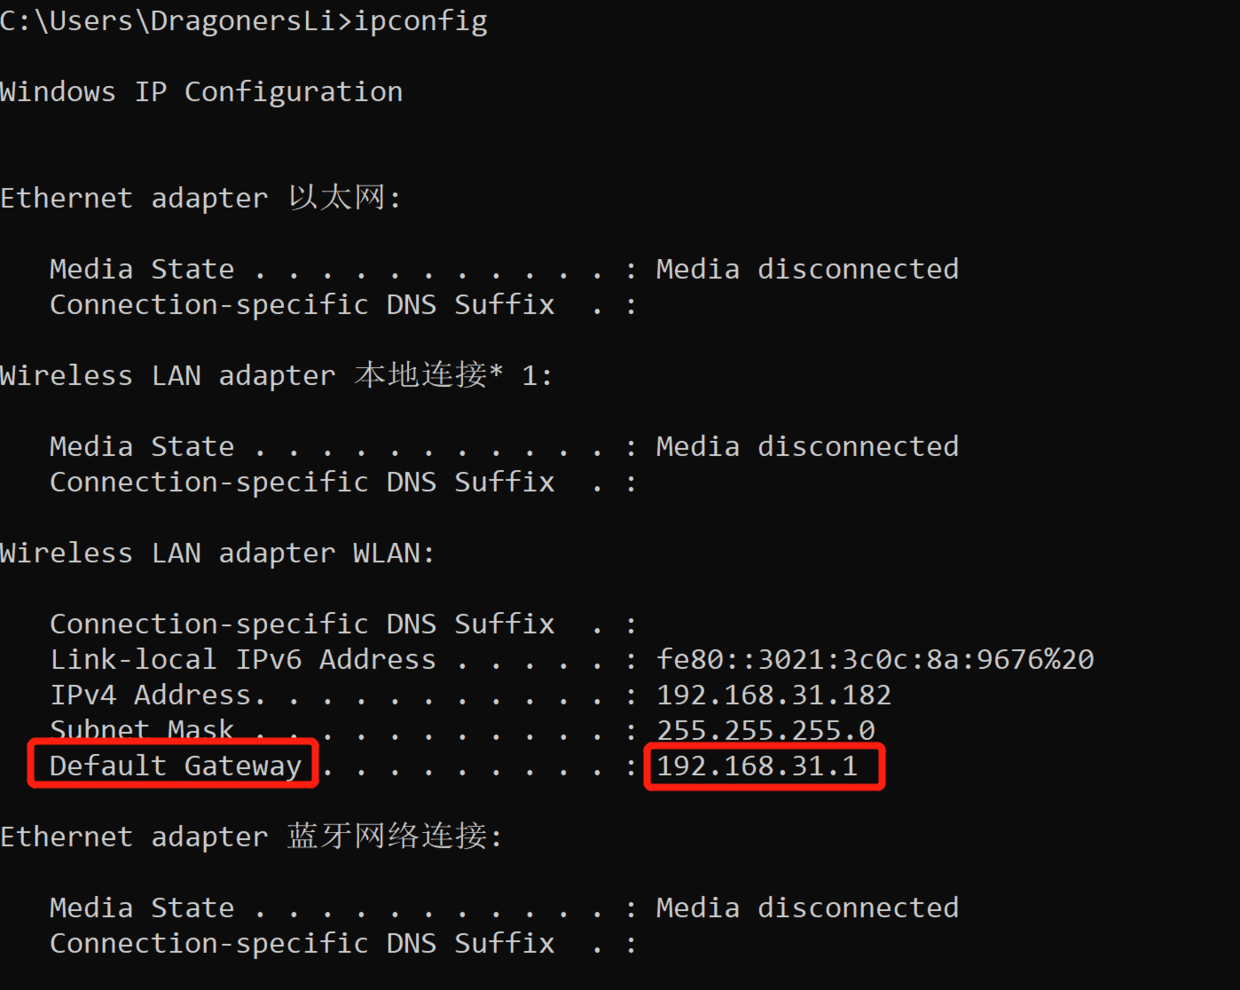 C:\Users\DragonersLi>ipconfig
Windows IP Configuration
Ethernet adapter 以太网:
Media State . . . . . . . . . . . : Media disconnected
Connection-specific DNS Suffix  . :
Wireless LAN adapter 本地连接* 1:
Media State . . . . . . . . . . . : Media disconnected
Connection-specific DNS Suffix  . :
Wireless LAN adapter WLAN:
Connection-specific DNS Suffix  . :
Link-local IPv6 Address . . . . . : fe80::3021:3c0c:8a:9676%20
IPv4 Address. . . . . . . . . . . : 192.168.31.182
Subnet Mask . . . . . . . . . . . : 255.255.255.0
Default Gateway . . . . . . . . . : 192.168.31.1
Ethernet adapter 蓝牙网络连接:
Media State . . . . . . . . . . . : Media disconnected
Connection-specific DNS Suffix  . :